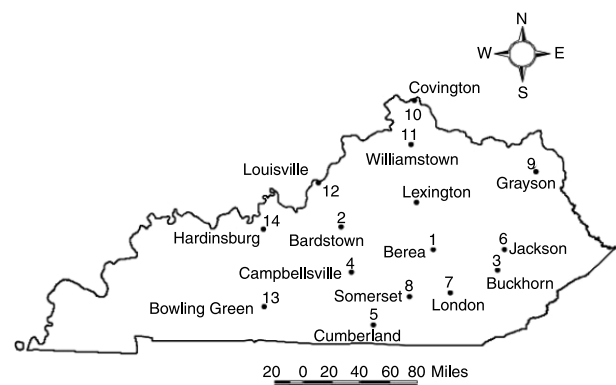 N
W E
S
Covington
10
11
Williamstown
9
Grayson
Louisville
12
Lexington
14
Hardinsburg
2
Bardstown
1
Berea
6
Jackson
3
Buckhorn
4
Campbellsville
8
Somerset
7
London
13
Bowling Green
5
Cumberland
20 0 20 40 60 80 Miles